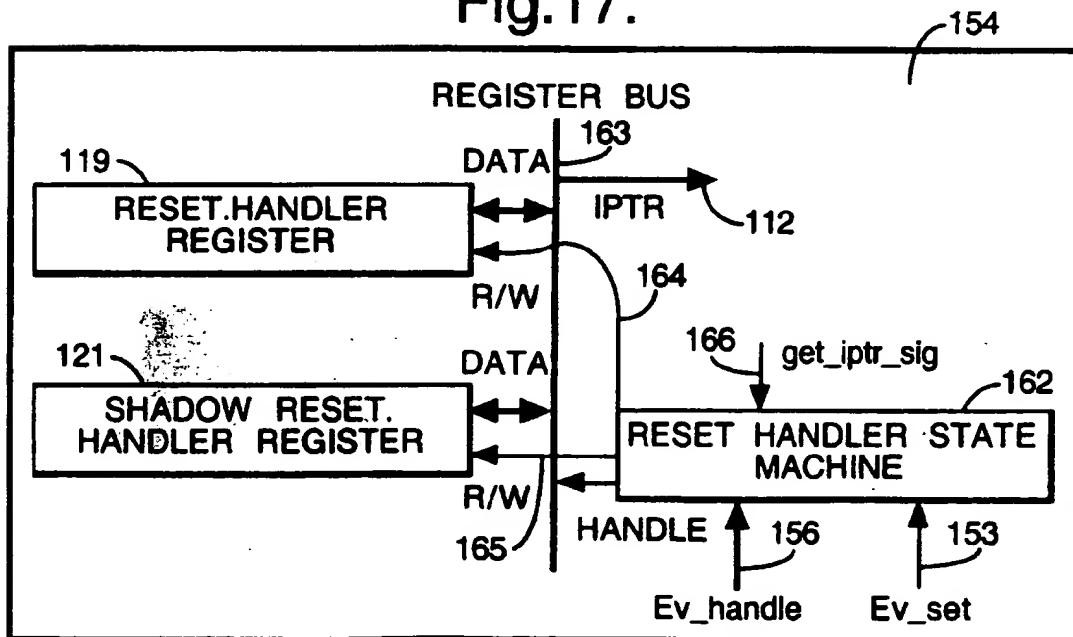 Fig.17.
154
REGISTER BUS
163
DATA
119
RESET.HANDLER
REGISTER
IPTR
112
R/W
164
DATA
166
get_iptr_sig
121
162
SHADOW RESET.
HANDLER REGISTER
RESET HANDLER STATE
MACHINE
R/W
HANDLE
165
156
153
Ev_handle
Ev_set